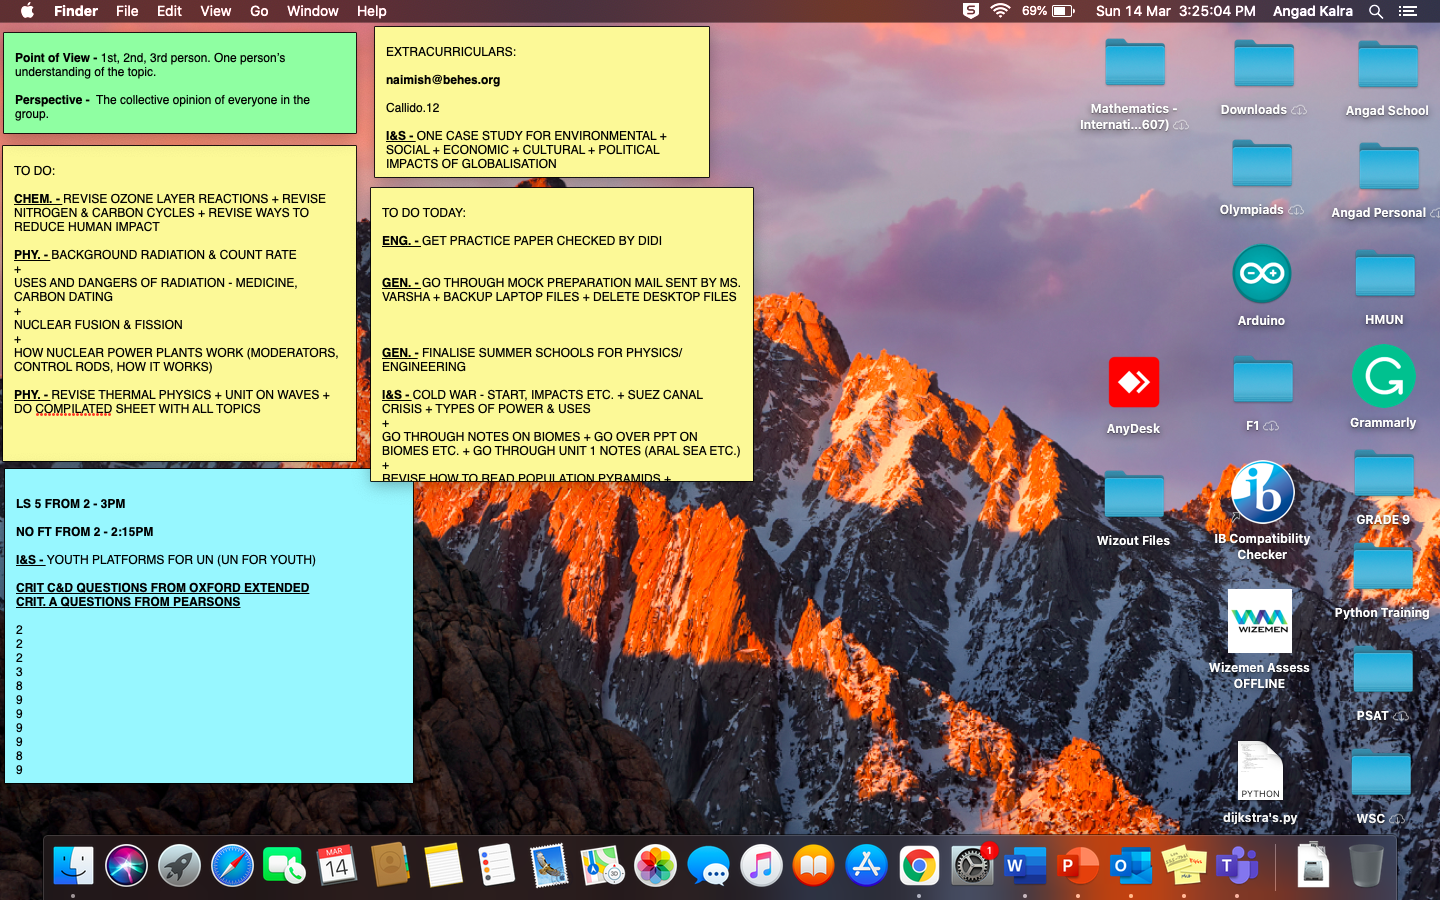 Finder File Edit View Go Window Help
S 69% Sun 14 Mar 3:25:04 PM Angad Kalra
Point of View - 1st, 2nd, 3rd person. One person's
understanding of the topic.
Perspective - The collective opinion of everyone in the
group.
TO DO:
CHEM. - REVISE OZONE LAYER REACTIONS + REVISE
NITROGEN & CARBON CYCLES + REVISE WAYS TO
REDUCE HUMAN IMPACT
PHY. - BACKGROUND RADIATION & COUNT RATE
+
USES AND DANGERS OF RADIATION - MEDICINE,
CARBON DATING
+
NUCLEAR FUSION & FISSION
+
HOW NUCLEAR POWER PLANTS WORK (MODERATORS,
CONTROL RODS, HOW IT WORKS)
PHY. - REVISE THERMAL PHYSICS + UNIT ON WAVES +
DO COMPILATED SHEET WITH ALL TOPICS
LS 5 FROM 2 - 3PM
NO FT FROM 2 - 2:15PM
I&S - YOUTH PLATFORMS FOR UN (UN FOR YOUTH)
CRIT C&D QUESTIONS FROM OXFORD EXTENDED
CRIT. A QUESTIONS FROM PEARSONS
2
2
2
3
8
9
9
9
9
8
9
EXTRACURRICULARS:
naimish@behes.org
Callido.12
I&S - ONE CASE STUDY FOR ENVIRONMENTAL +
SOCIAL + ECONOMIC + CULTURAL + POLITICAL
IMPACTS OF GLOBALISATION
TO DO TODAY:
ENG. - GET PRACTICE PAPER CHECKED BY DIDI
GEN. - GO THROUGH MOCK PREPARATION MAIL SENT BY MS.
VARSHA + BACKUP LAPTOP FILES + DELETE DESKTOP FILES
GEN. - FINALISE SUMMER SCHOOLS FOR PHYSICS/
ENGINEERING
I&S - COLD WAR - START, IMPACTS ETC. + SUEZ CANAL
CRISIS + TYPES OF POWER & USES
+
GO THROUGH NOTES ON BIOMES + GO OVER PPT ON
BIOMES ETC. + GO THROUGH UNIT 1 NOTES (ARAL SEA ETC.)
+
REVISE HOW TO READ POPULATION PYRAMIDS +
Mathematics -
Internati...607)
Downloads
Angad School
Olympiads
Angad Personal
Arduino
HMUN
AnyDesk
F1
Grammarly
Wizout Files
ib
IB Compatibility
Checker
GRADE 9
WM
WIZEMEN
Wizemen Assess
OFFLINE
Python Training
PSAT
PYTHON
dijkstra's.py
WSC
MAR
14
3D
1
W
P
O
T